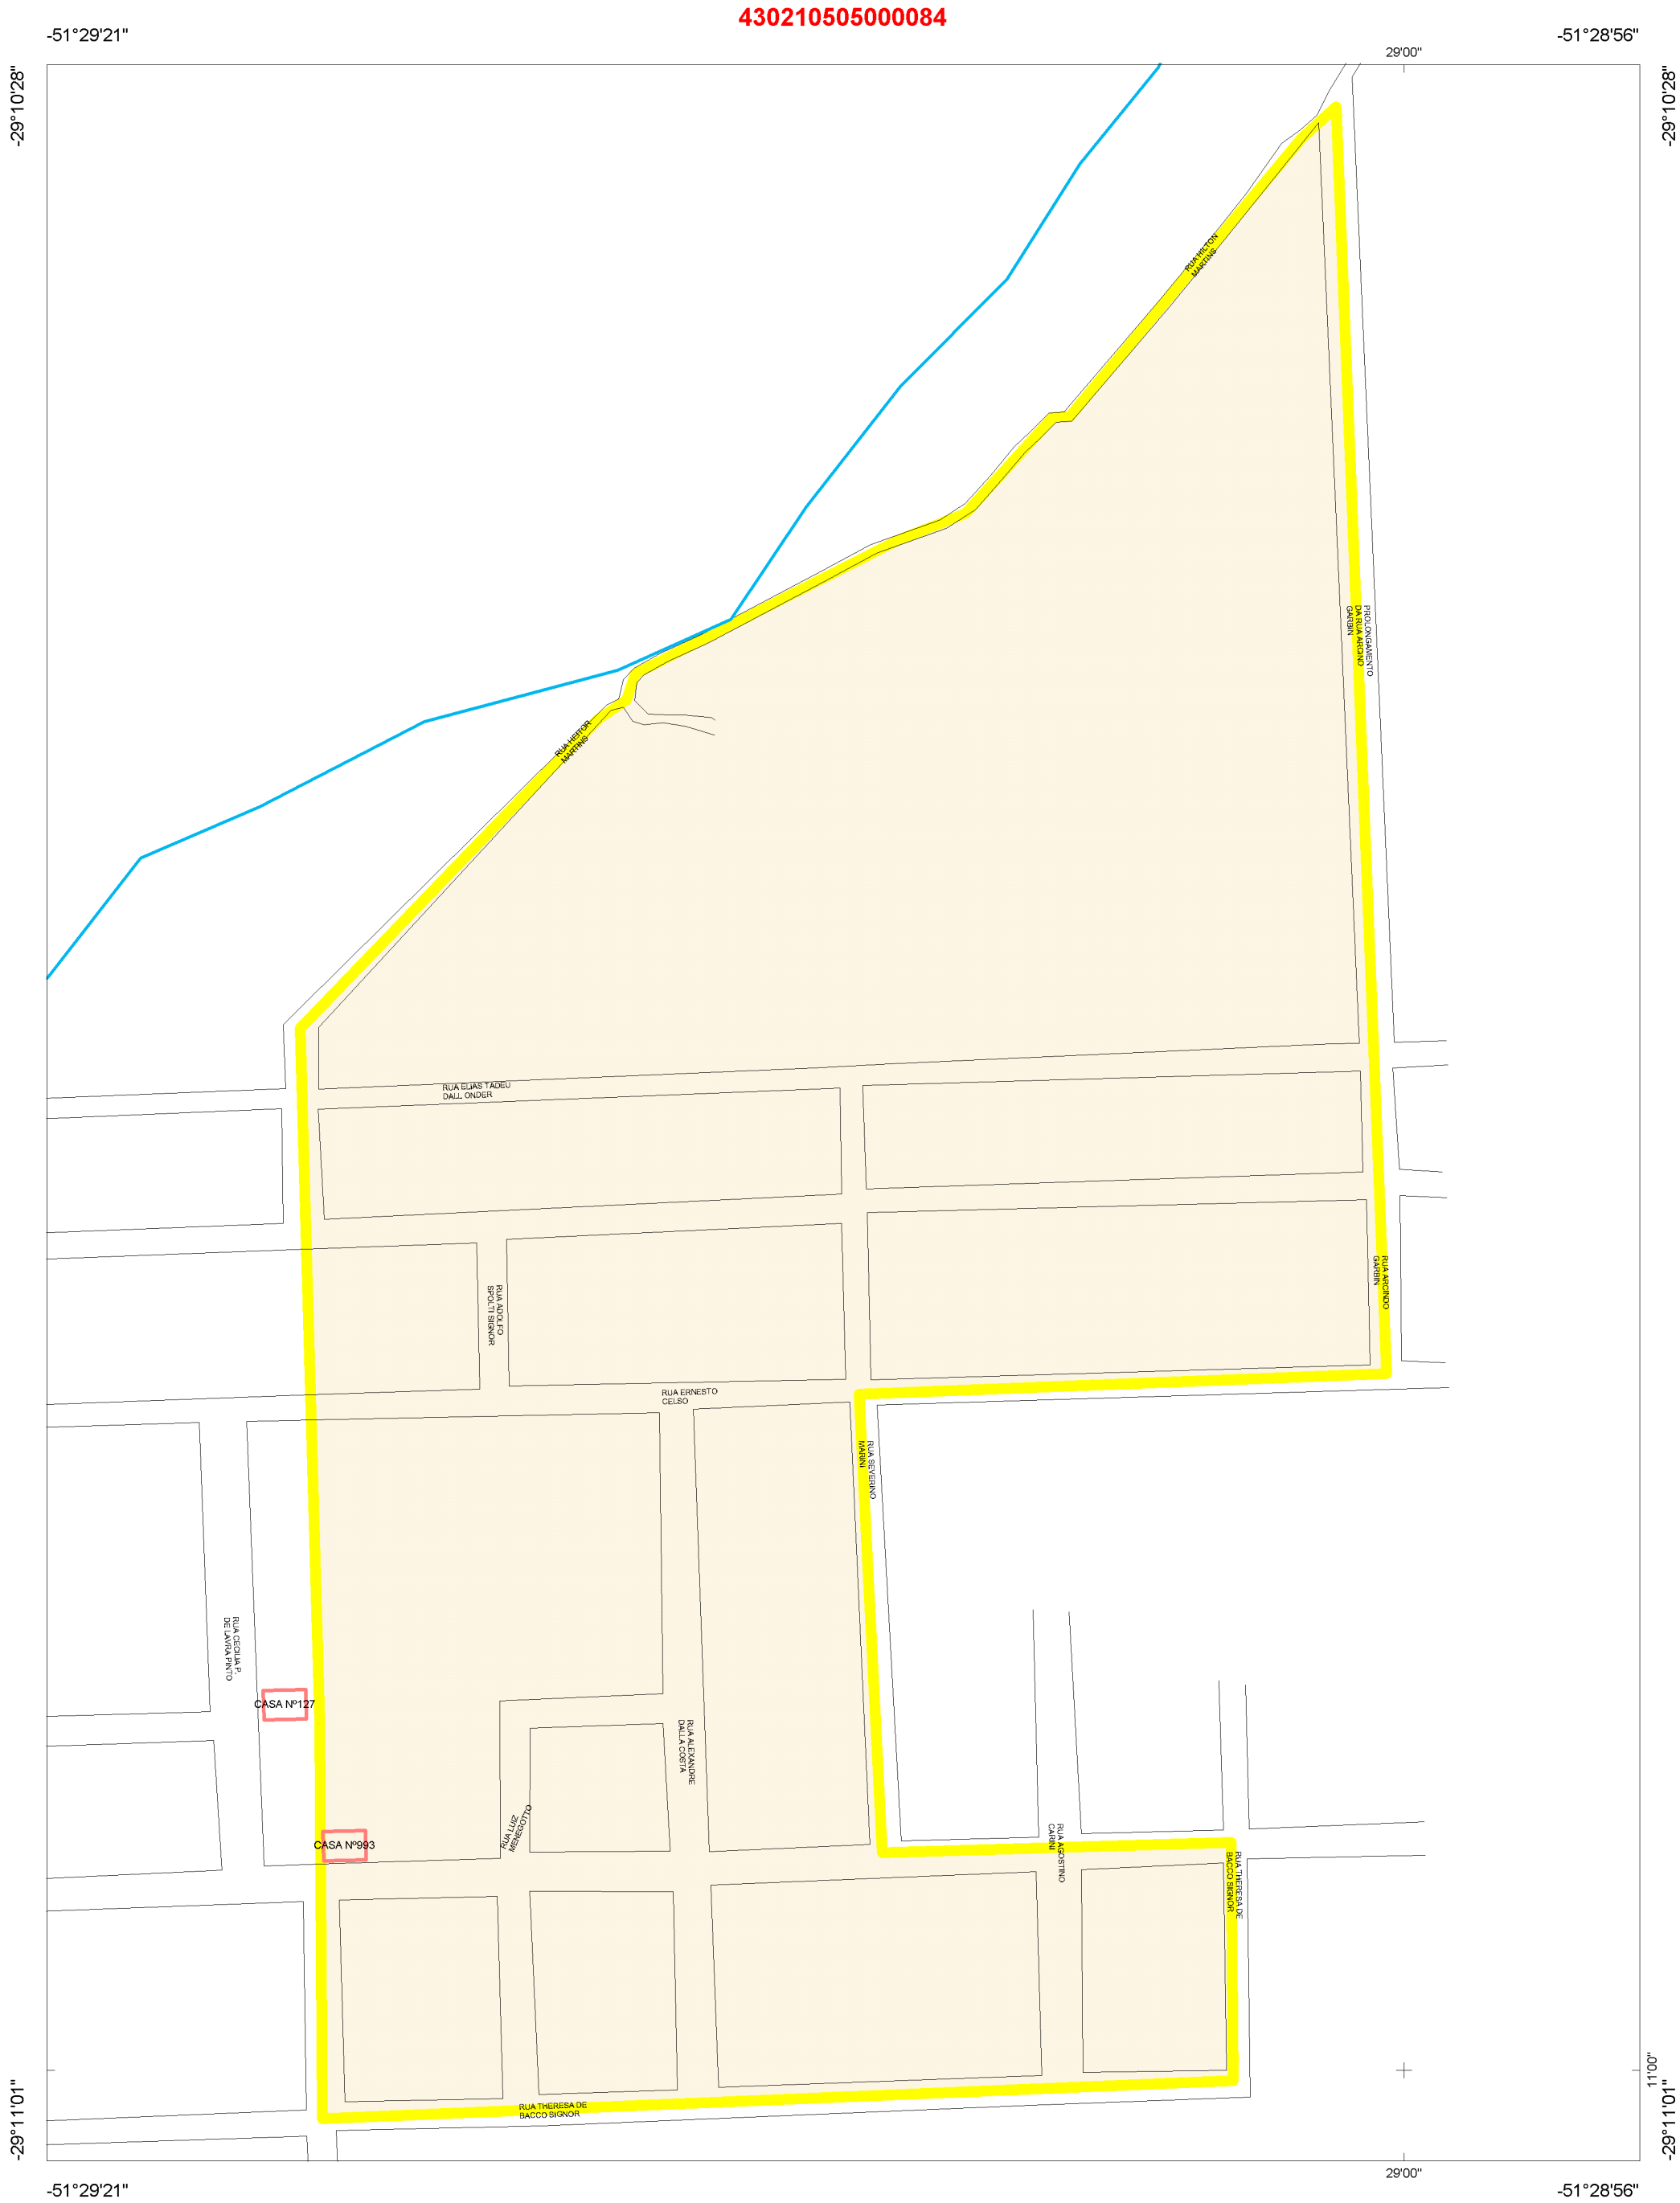 430210505000084
-51°29'21"
-51°28'56"
29'00"
-29°10'28"
-29°10'28"
RUA HILTON
MARTINS
PROLONGAMENTO
DA RUA ARCINO
GARBIN
RUA HEITOR
MARTINS
RUA ELIAS TADEU
DALL ONDER
RUA ADOLFO
SPOLTI SIGNOR
RUA ARCINDO
GARBIN
RUA ERNESTO
CELSO
RUA SEVERINO
MARINI
RUA CECILIA P.
DE LAVRA PINTO
CASA Nº127
RUA ALEXANDRE
DALLA COSTA
RUA LUIZ
MENEGOTTO
CASA Nº993
RUA AGOSTINO
CARINI
RUA THERESA DE
BACCO SIGNOR
RUA THERESA DE
BACCO SIGNOR
11'00"
-29°11'01"
-29°11'01"
29'00"
-51°29'21"
-51°28'56"